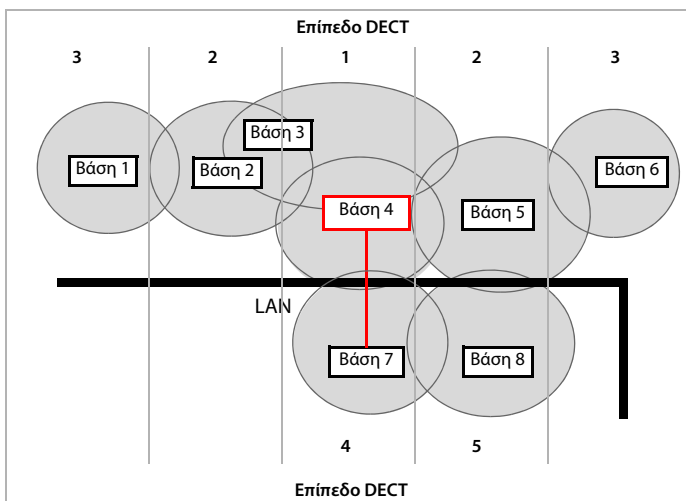 Επίπεδο DECT
3 2 1 2 3
Βάση 3
Βάση 1
Βάση 2
Βάση 6
Βάση 4
Βάση 5
LAN
Βάση 7
Βάση 8
4 5
Επίπεδο DECT